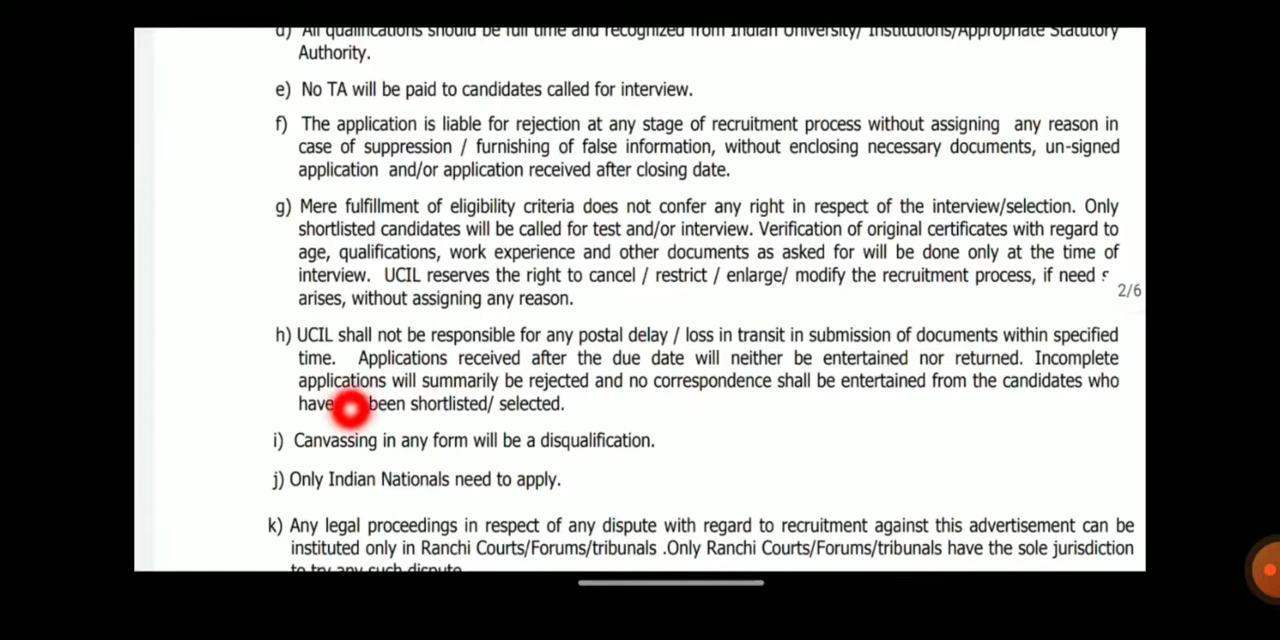 d) All qualifications should be full time and recognized from Indian University/ Institutions/Appropriate Statutory
Authority.
e) No TA will be paid to candidates called for interview.
f) The application is liable for rejection at any stage of recruitment process without assigning any reason in
case of suppression / furnishing of false information, without enclosing necessary documents, un-signed
application and/or application received after closing date.
g) Mere fulfillment of eligibility criteria does not confer any right in respect of the interview/selection. Only
shortlisted candidates will be called for test and/or interview. Verification of original certificates with regard to
age, qualifications, work experience and other documents as asked for will be done only at the time of
interview. UCIL reserves the right to cancel / restrict / enlarge/ modify the recruitment process, if need s
2/6
arises, without assigning any reason.
h) UCIL shall not be responsible for any postal delay / loss in transit in submission of documents within specified
time. Applications received after the due date will neither be entertained nor returned. Incomplete
applications will summarily be rejected and no correspondence shall be entertained from the candidates who
have been shortlisted/ selected.
i) Canvassing in any form will be a disqualification.
j) Only Indian Nationals need to apply.
k) Any legal proceedings in respect of any dispute with regard to recruitment against this advertisement can be
instituted only in Ranchi Courts/Forums/tribunals .Only Ranchi Courts/Forums/tribunals have the sole jurisdiction
to try any such dispute